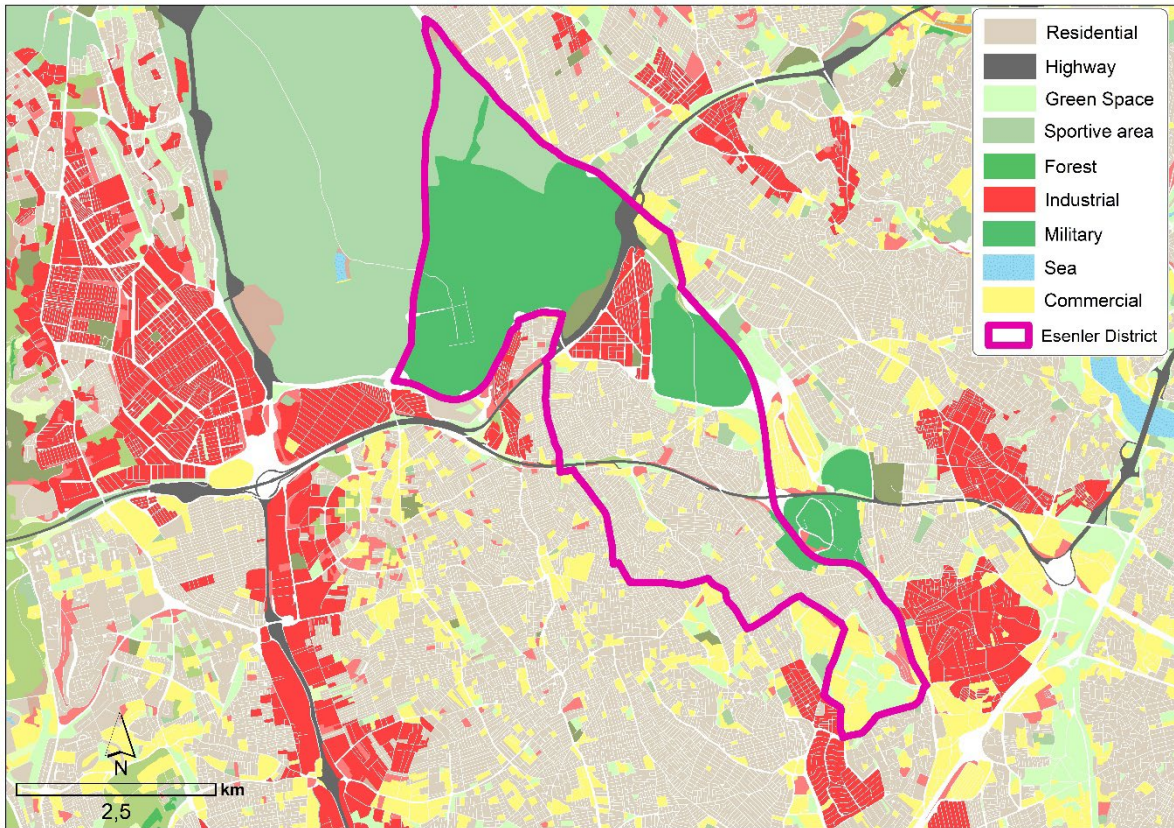 Residential
Highway
Green Space
Sportive area
Forest
Industrial
Military
Sea
Commercial
Esenler District
N
km
2,5